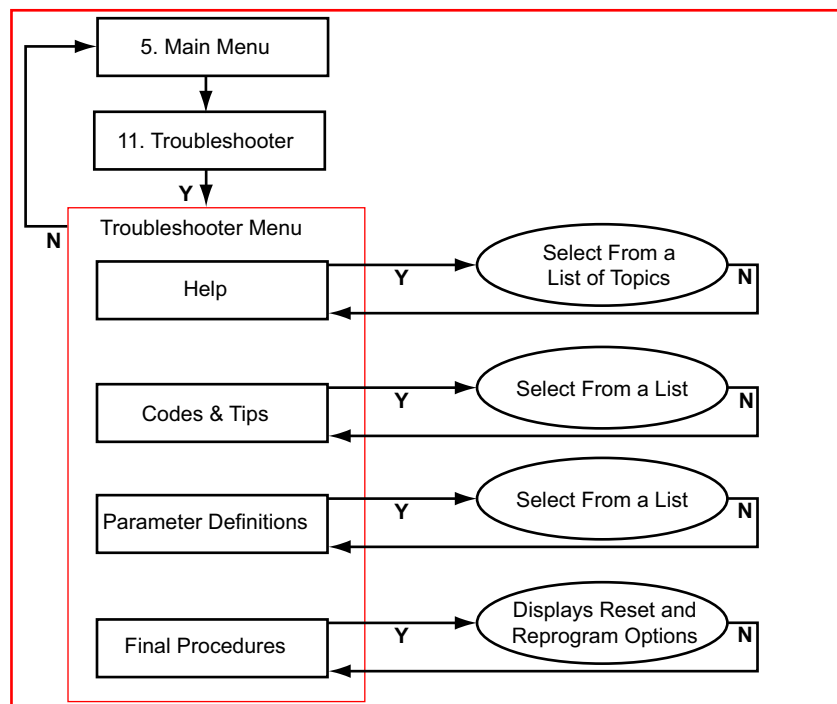 5. Main Menu
11. Troubleshooter
Y
N
Troubleshooter Menu
Help
Y
Select From a
List of Topics
N
Codes & Tips
Y
Select From a List
N
Parameter Definitions
Y
Select From a List
N
Final Procedures
Y
Displays Reset and
Reprogram Options
N